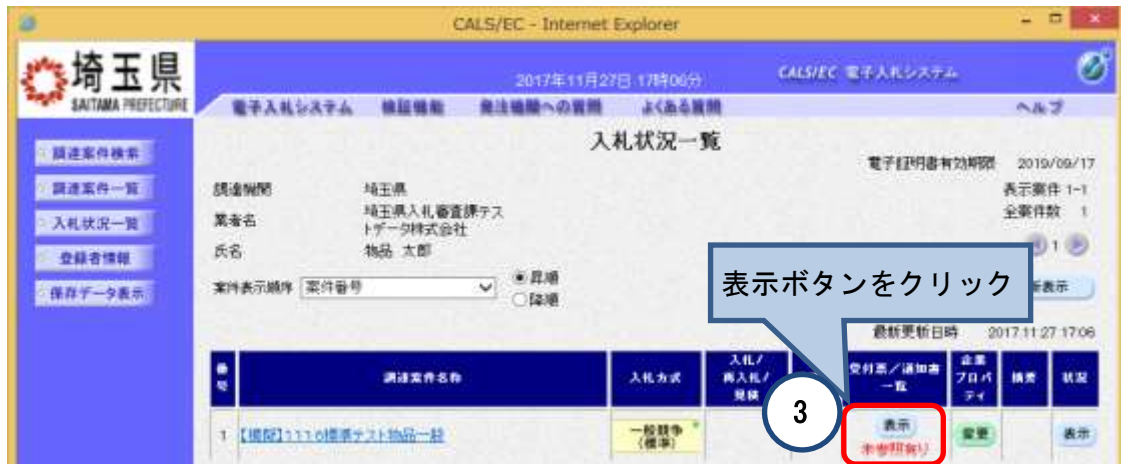 CALS/EC - Internet Explorer
埼玉県
SAITAMA PREFECTURE
2017年11月27日 17時06分
CALS/EC 電子入札システム
電子入札システム 検証機能 発注機関への質問 よくある質問 ヘルプ
調達案件検索
調達案件一覧
入札状況一覧
登録者情報
保存データ表示
入札状況一覧
電子証明書有効期限 2019/09/17
調達機関 埼玉県
表示案件 1-1
業者名 埼玉県入札審査課テス
トデータ株式会社
全案件数 1
氏名 物品 太郎
1
案件表示順序 案件番号
昇順
降順
表示ボタンをクリック
表示
最新更新日時 2017.11.27 17:06
番号 調達案件名称 入札方式 入札/再入札/見積 受付票/通知書一覧 企業プロパティ 摘要 状況
3
1 【模擬】1110標準テスト物品一般 一般競争(標準) 表示 未参照有り 変更 表示